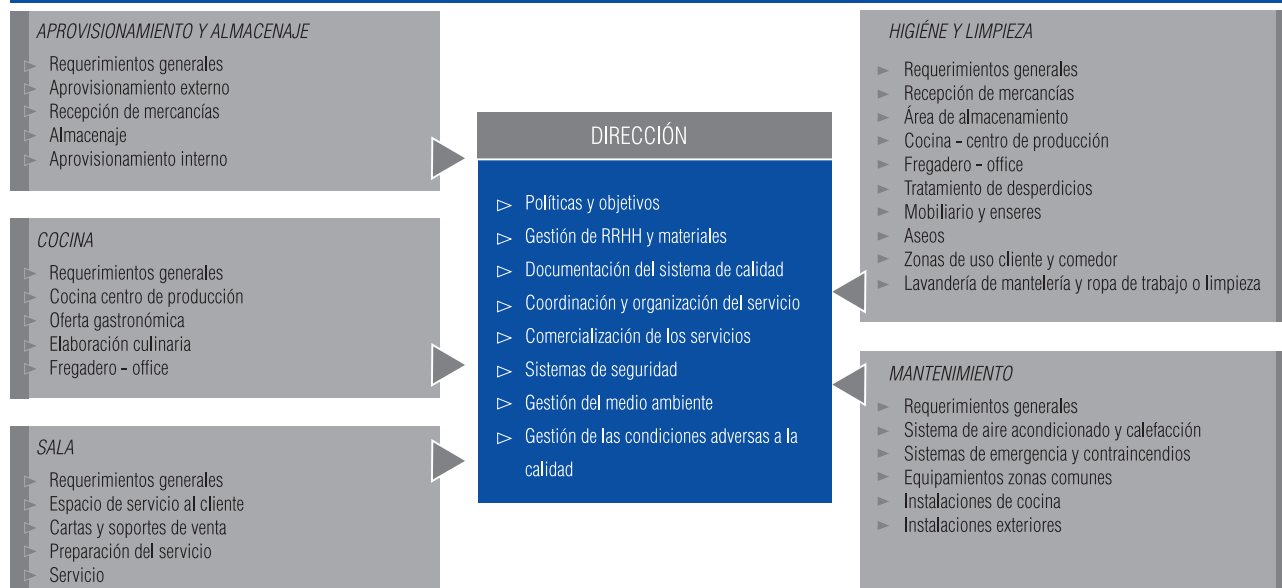 APROVISIONAMIENTO Y ALMACENAJE
Requerimientos generales
Aprovisionamiento externo
Recepción de mercancías
Almacenaje
Aprovisionamiento interno
COCINA
Requerimientos generales
Cocina centro de producción
Oferta gastronómica
Elaboración culinaria
Fregadero - office
SALA
Requerimientos generales
Espacio de servicio al cliente
Cartas y soportes de venta
Preparación del servicio
Servicio
DIRECCIÓN
Políticas y objetivos
Gestión de RRHH y materiales
Documentación del sistema de calidad
Coordinación y organización del servicio
Comercialización de los servicios
Sistemas de seguridad
Gestión del medio ambiente
Gestión de las condiciones adversas a la
calidad
HIGIÉNE Y LIMPIEZA
Requerimientos generales
Recepción de mercancías
Área de almacenamiento
Cocina - centro de producción
Fregadero - office
Tratamiento de desperdicios
Mobiliario y enseres
Aseos
Zonas de uso cliente y comedor
Lavandería de mantelería y ropa de trabajo o limpieza
MANTENIMIENTO
Requerimientos generales
Sistema de aire acondicionado y calefacción
Sistemas de emergencia y contraincendios
Equipamientos zonas comunes
Instalaciones de cocina
Instalaciones exteriores